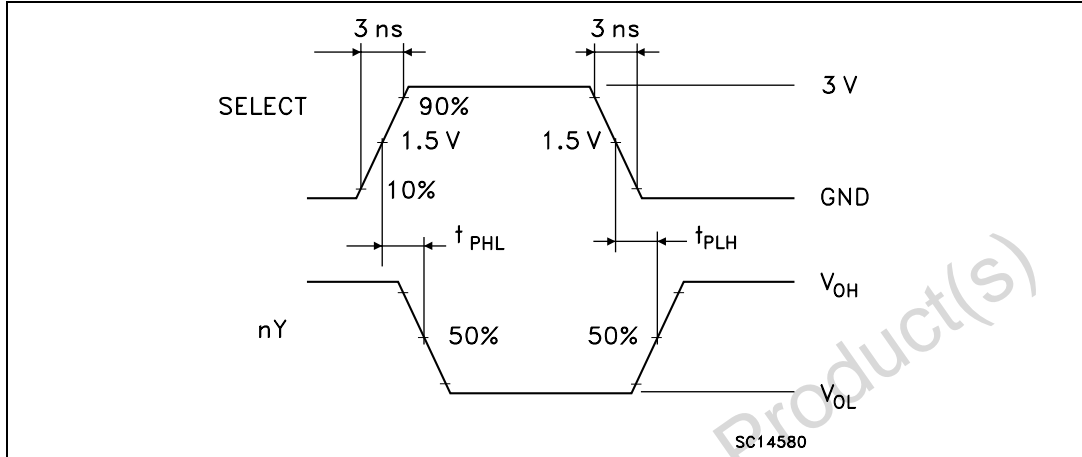 3 ns 3 ns
3 V
SELECT
90%
1.5 V 1.5 V
10%
GND
t PHL tPLH
VOH
nY
50% 50%
VOL
Product(s)
SC14580